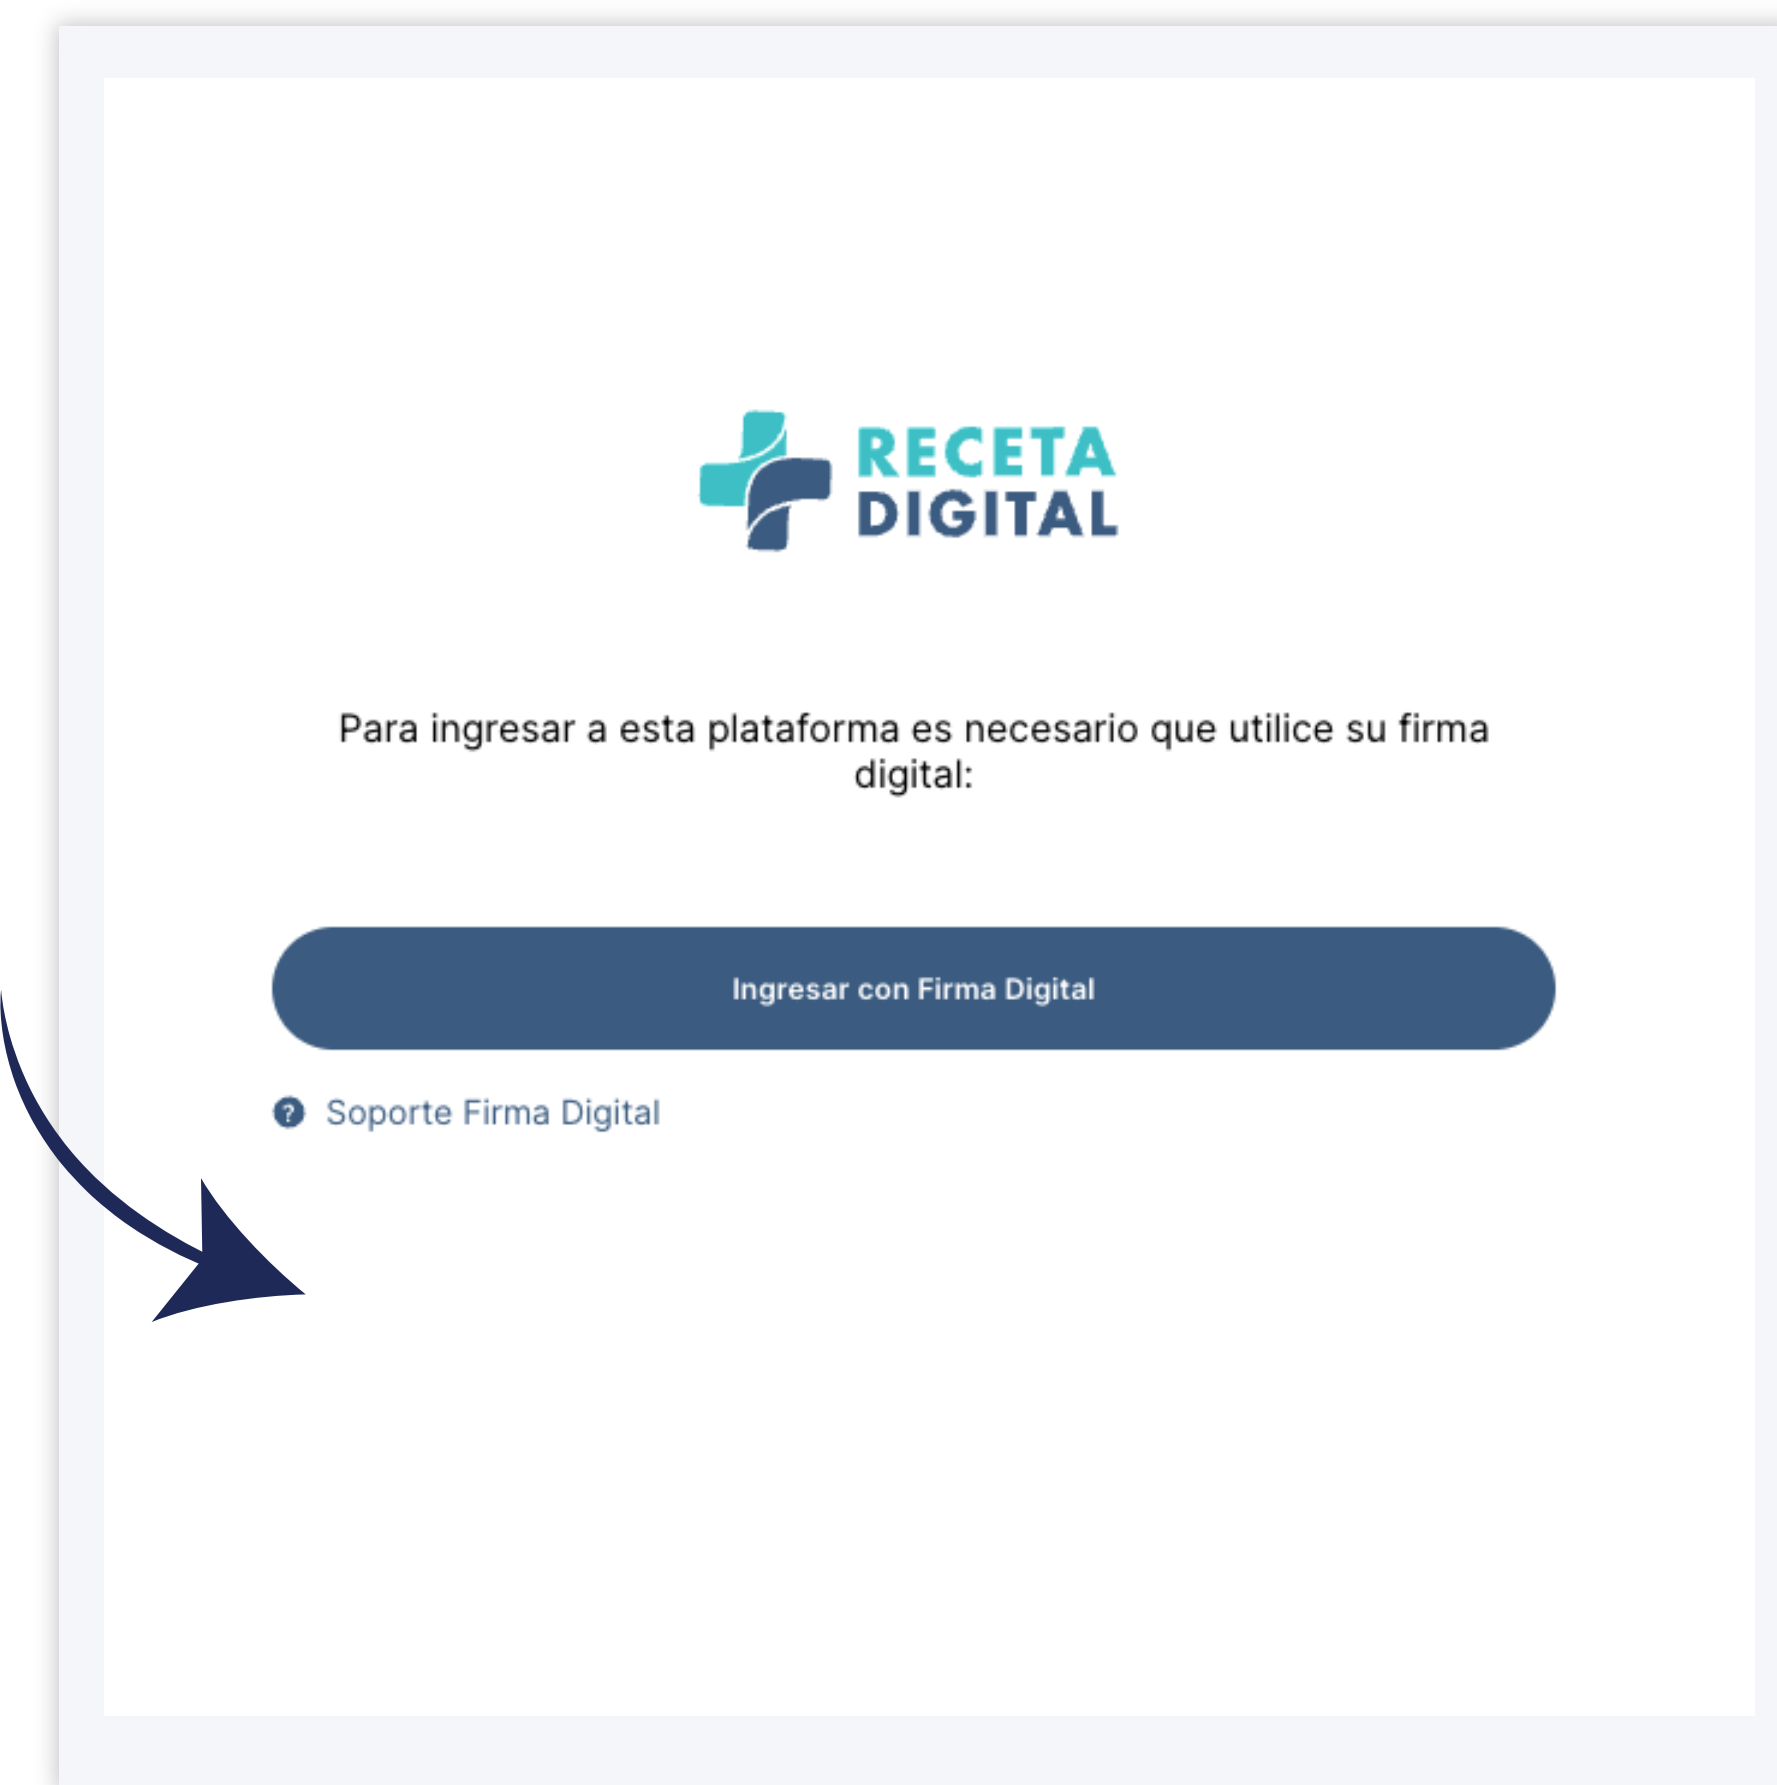 RECETA
DIGITAL
Para ingresar a esta plataforma es necesario que utilice su firma
digital:
Ingresar con Firma Digital
? Soporte Firma Digital